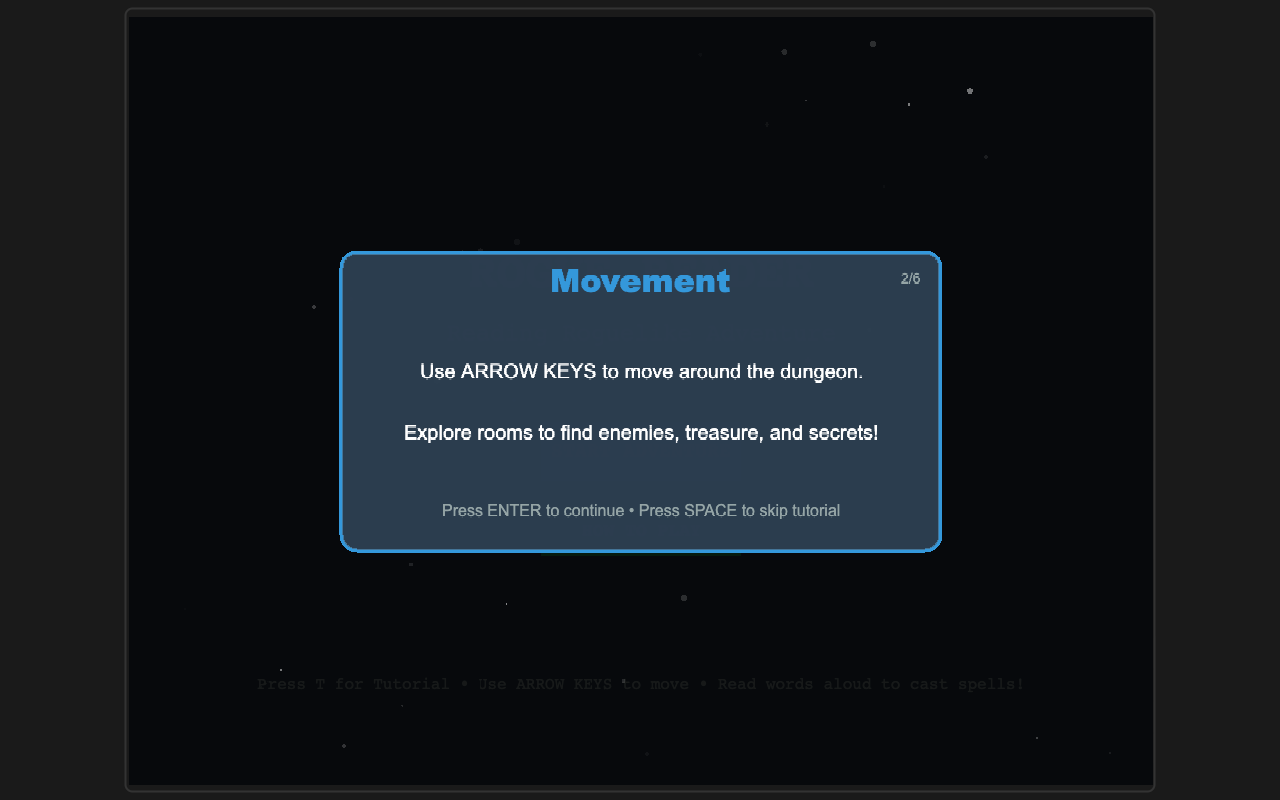 Movement
2/6
Use ARROW KEYS to move around the dungeon.
Explore rooms to find enemies, treasure, and secrets!
Press ENTER to continue • Press SPACE to skip tutorial
Press T for Tutorial • Use ARROW KEYS to move • Read words aloud to cast spells!